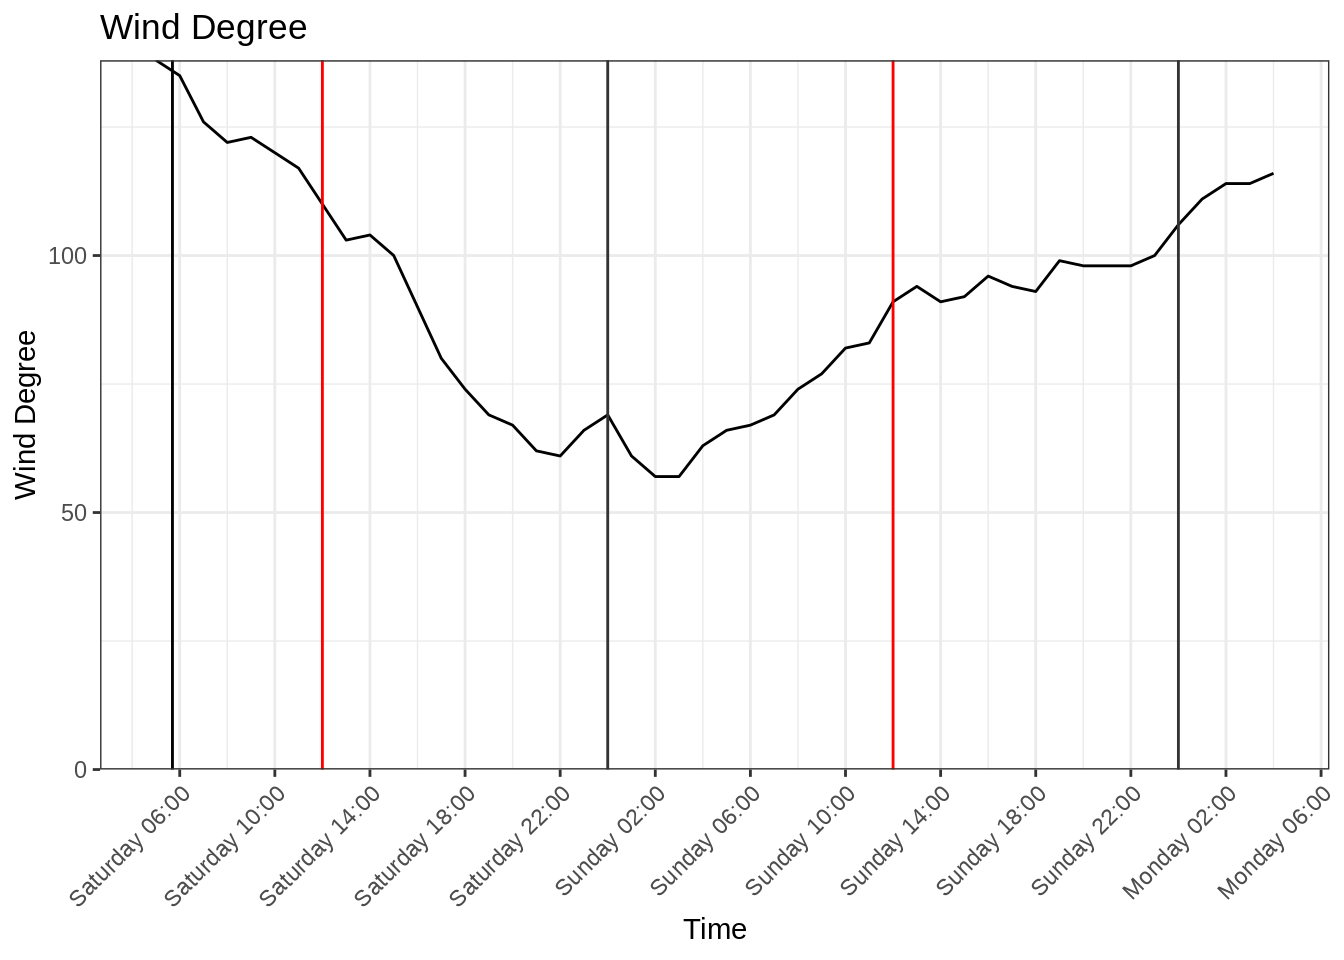 Wind Degree
Wind Degree
100
50
0
Saturday 06:00
Saturday 10:00
Saturday 14:00
Saturday 18:00
Saturday 22:00
Sunday 02:00
Sunday 06:00
Sunday 10:00
Sunday 14:00
Sunday 18:00
Sunday 22:00
Monday 02:00
Monday 06:00
Time